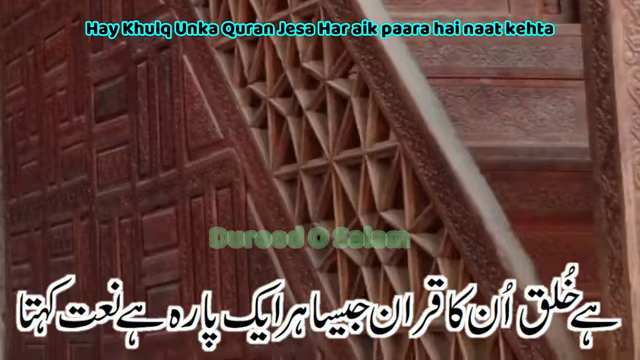 Hay Khulq Unka Quran Jesa Har aik paara hai naat kehta
Durood O Salam
ہے خُلق اُن کا قران جیسا ہر ایک پارہ ہے نعت کہتا